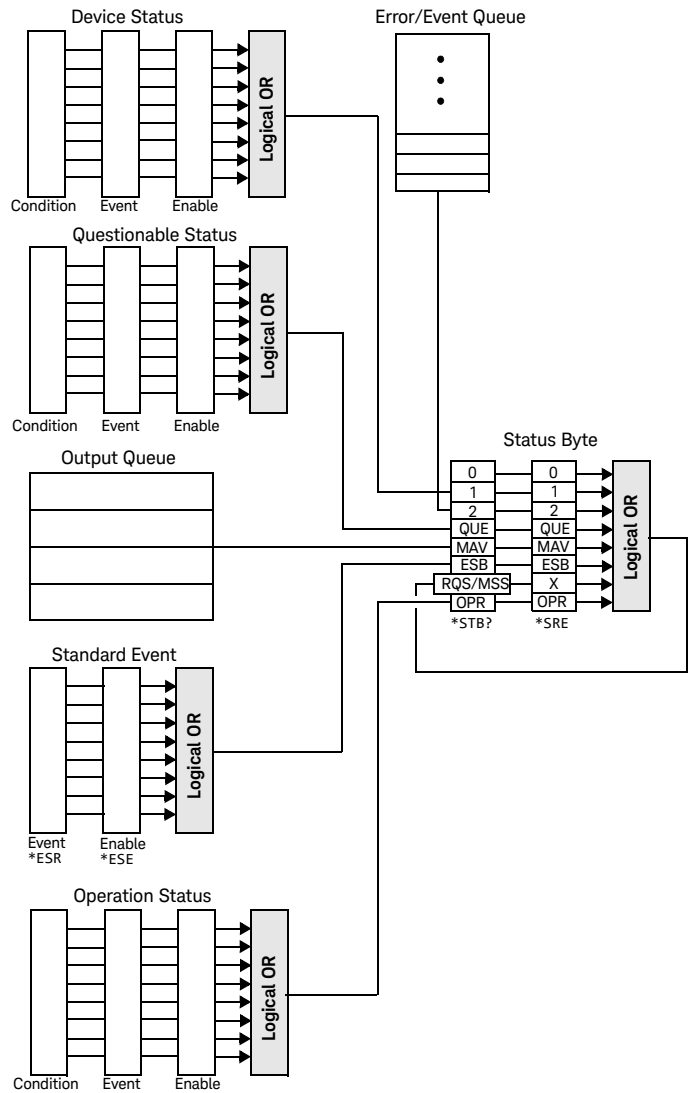 Device Status
Logical OR
Condition Event Enable
Error/Event Queue
Questionable Status
Logical OR
Condition Event Enable
Output Queue
Status Byte
0 0
1 1
2 2
QUE QUE
MAV MAV
ESB ESB
RQS/MSS X
OPR OPR
*STB? *SRE
Logical OR
Standard Event
Logical OR
Event Enable
*ESR *ESE
Operation Status
Logical OR
Condition Event Enable